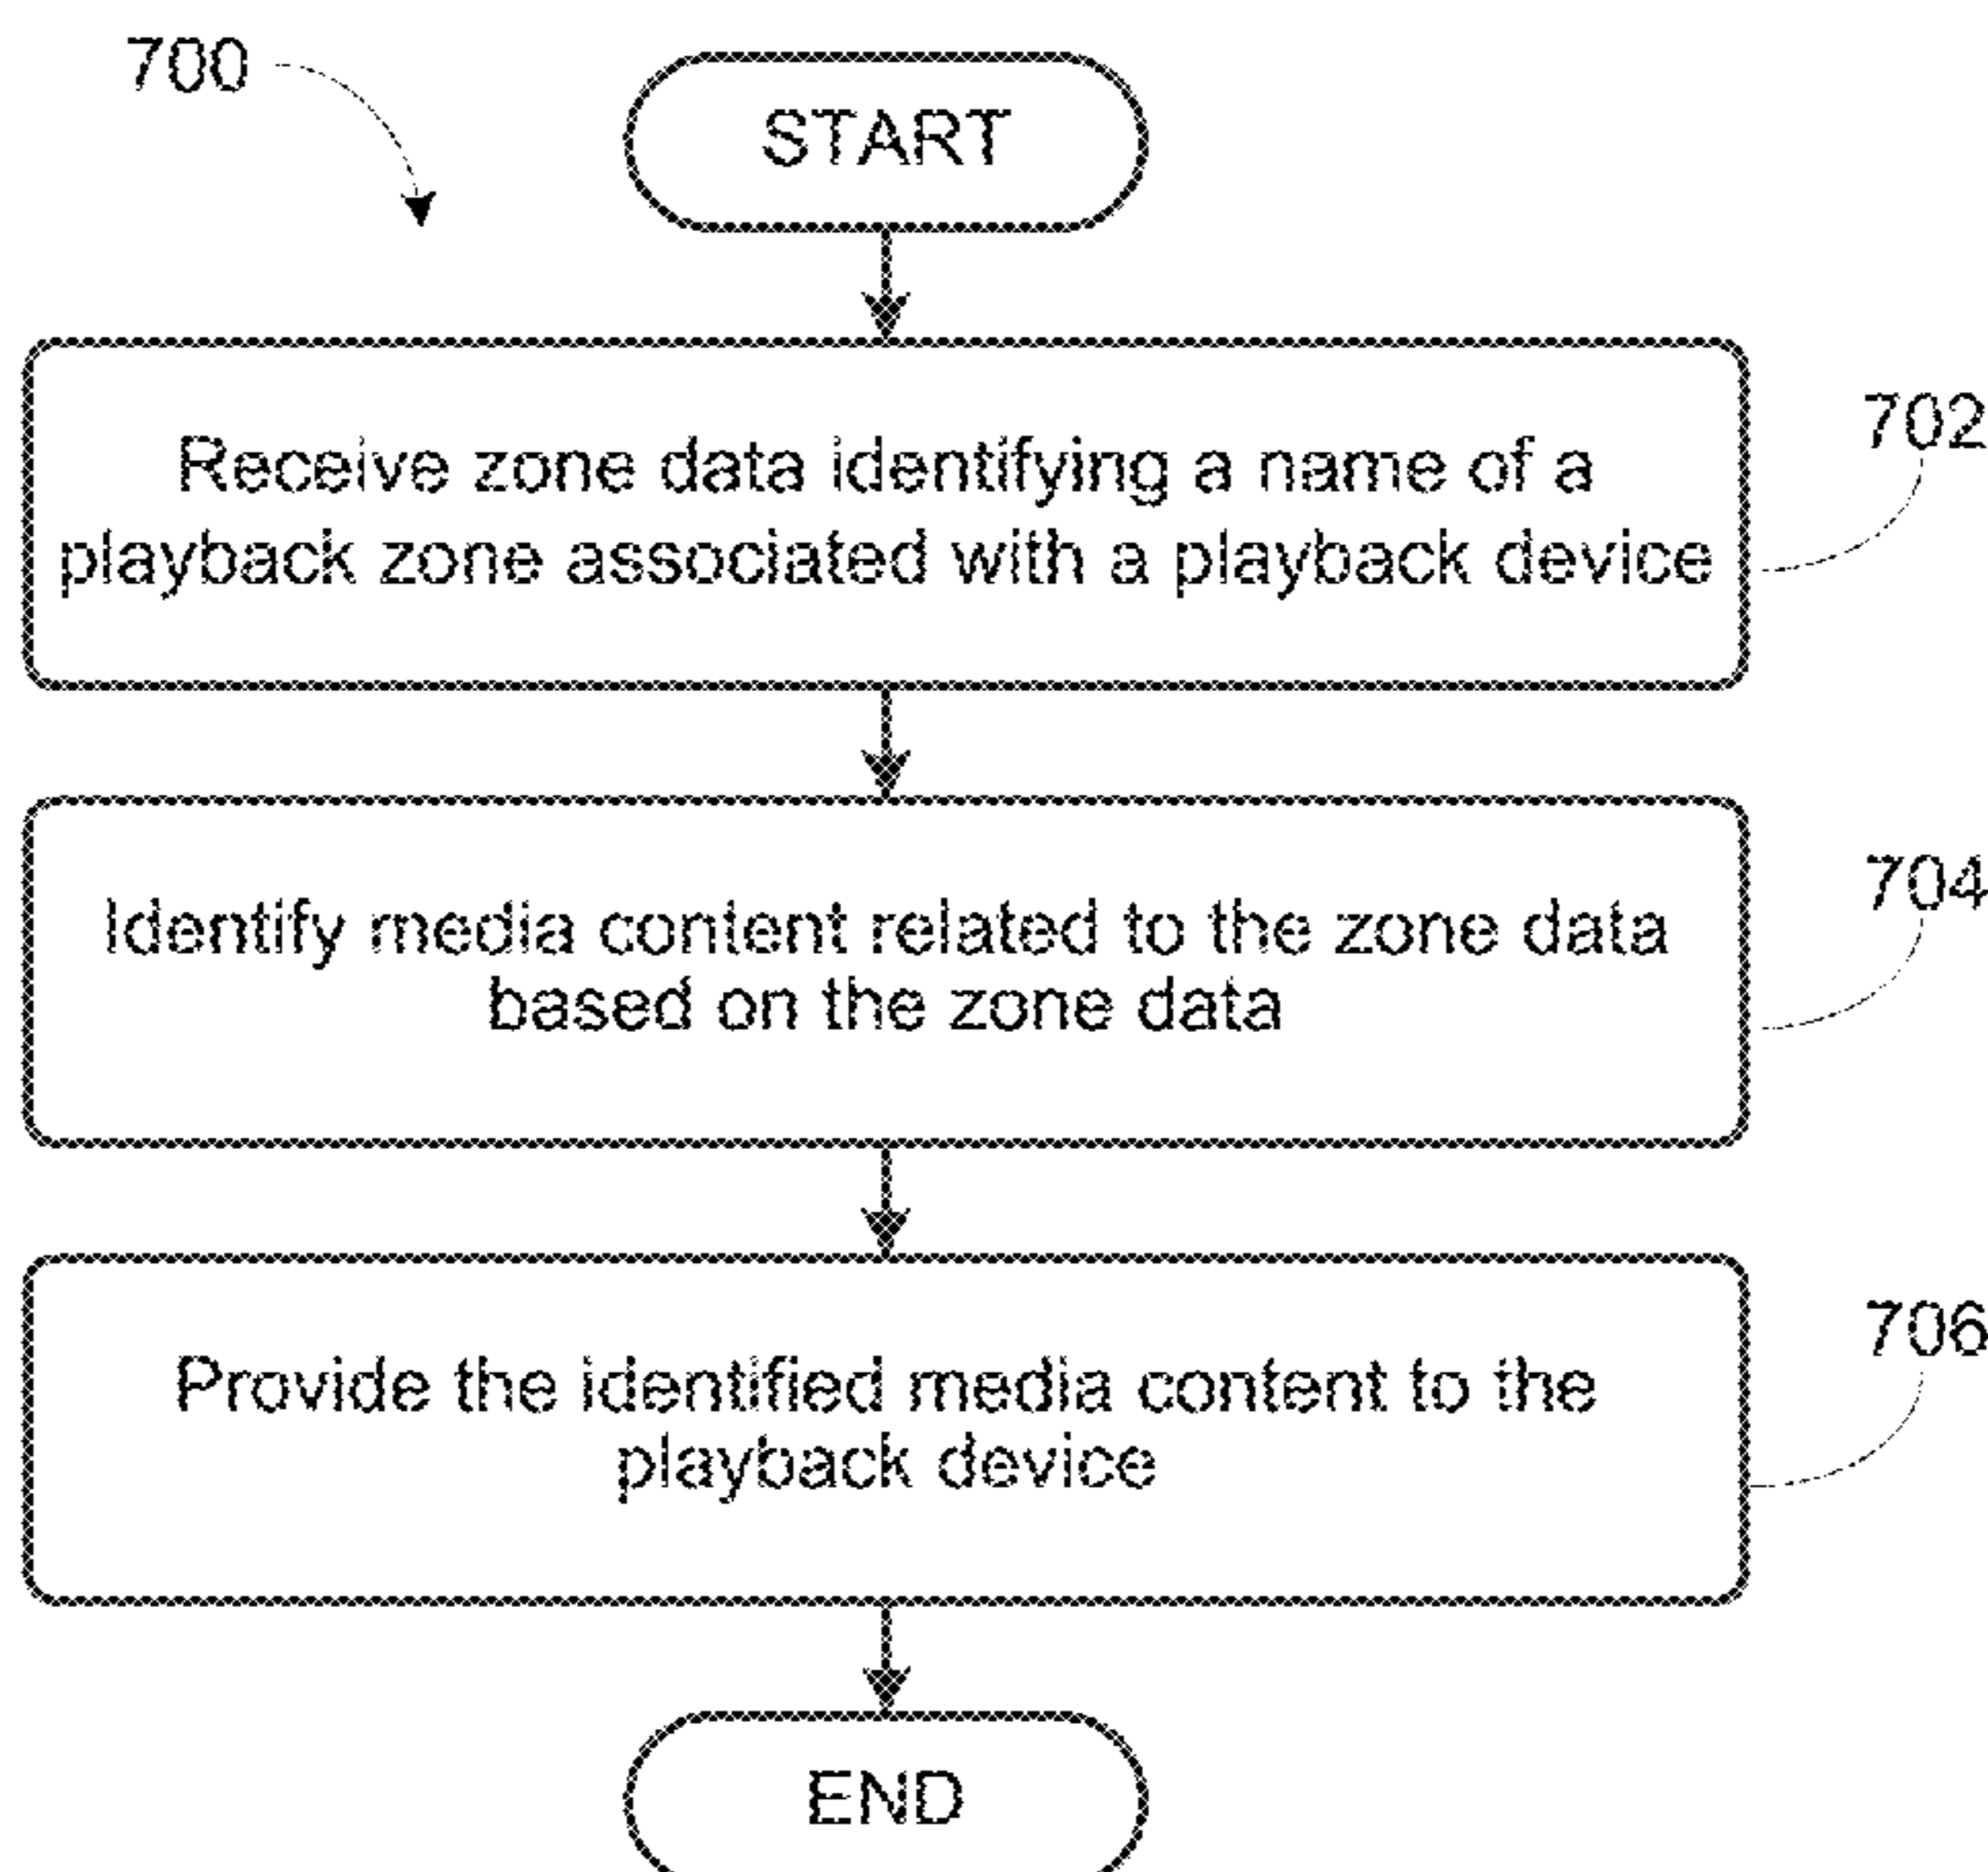 700
START
Receive zone data identifying a name of a
playback zone associated with a playback device
702
Identify media content related to the zone data
based on the zone data
704
Provide the identified media content to the
playback device
706
END